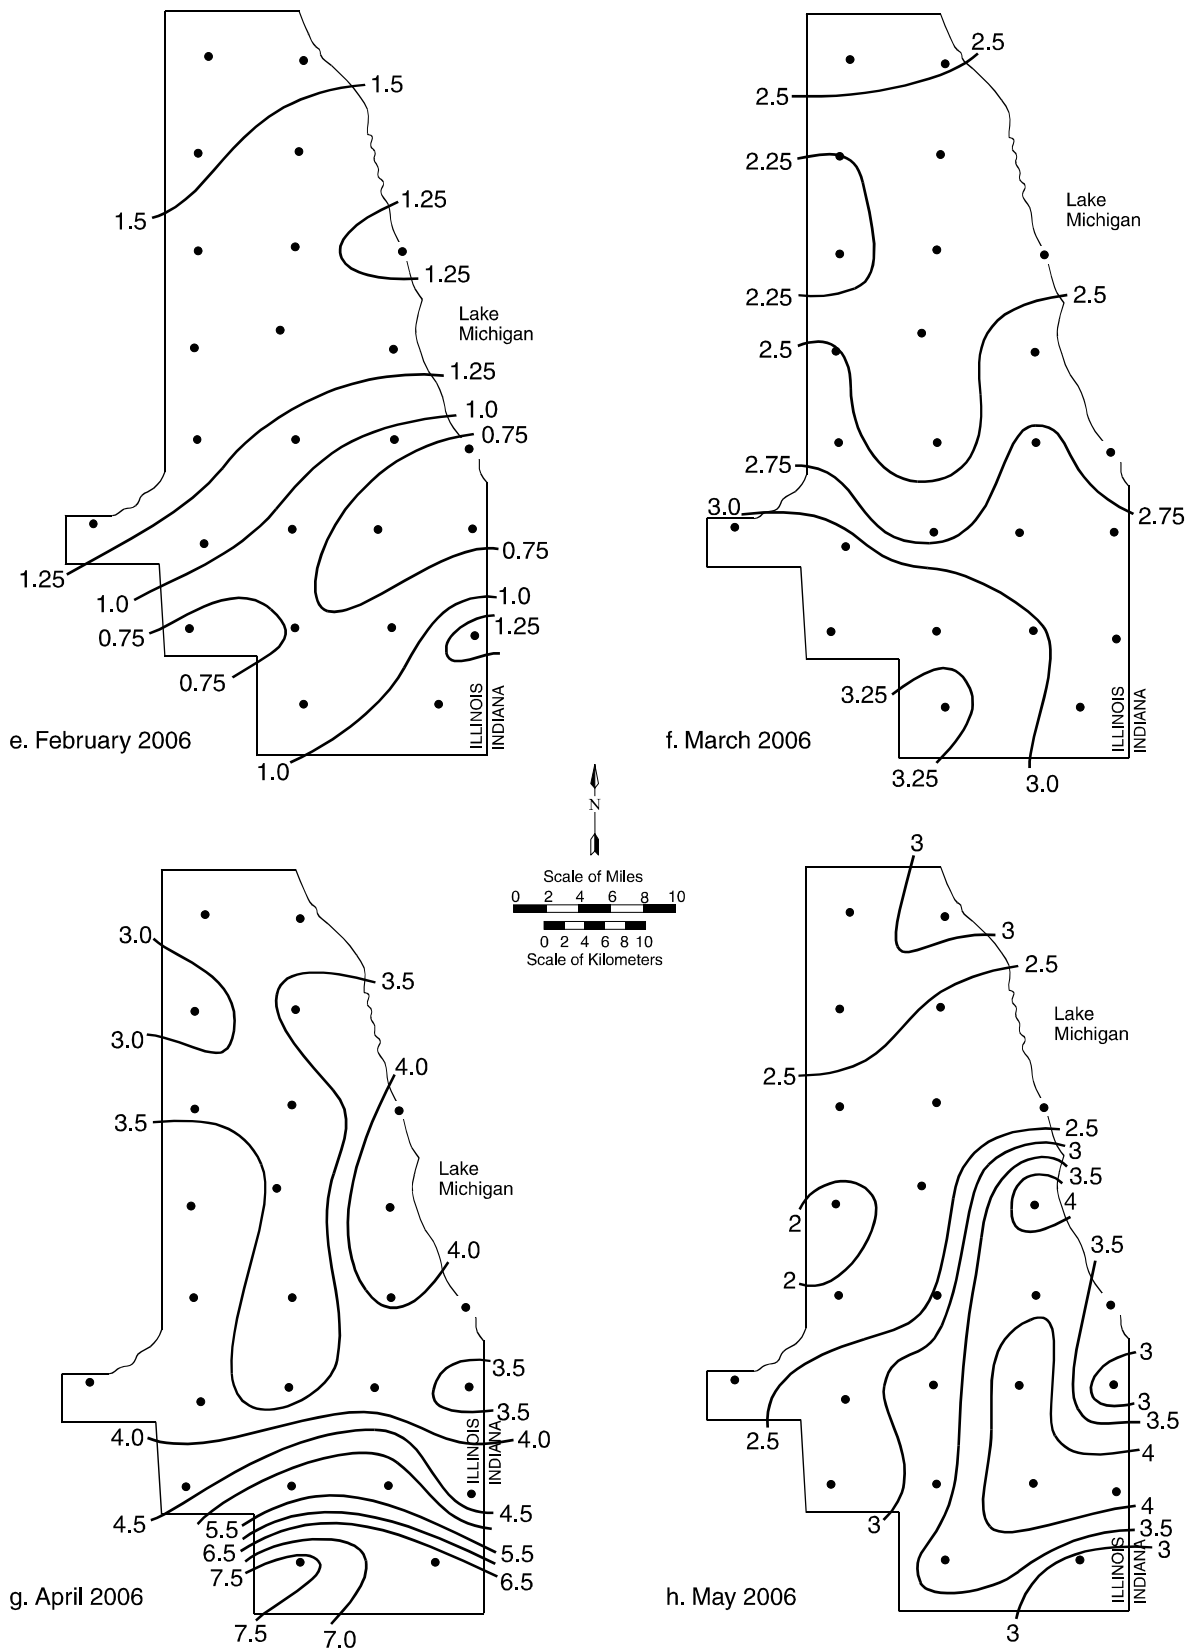 1.5
1.5
1.25
1.25
Lake
Michigan
1.25
1.0
0.75
0.75
1.25
1.0
1.0
0.75
1.25
0.75
ILLINOIS
INDIANA
1.0
e. February 2006
2.5
2.5
2.25
Lake
Michigan
2.25
2.5
2.5
2.75
3.0
2.75
3.25
ILLINOIS
INDIANA
3.25
3.0
f. March 2006
N
Scale of Miles
0 2 4 6 8 10
0 2 4 6 8 10
Scale of Kilometers
3.0
3.5
3.0
4.0
3.5
Lake
Michigan
4.0
3.5
3.5
4.0
4.0
ILLINOIS
INDIANA
4.5
4.5
5.5
6.5
5.5
7.5
6.5
7.5
7.0
g. April 2006
3
3
2.5
Lake
Michigan
2.5
2.5
3
3.5
4
2
3.5
2
3
3
3.5
2.5
4
4
3
3.5
3
ILLINOIS
INDIANA
3
h. May 2006